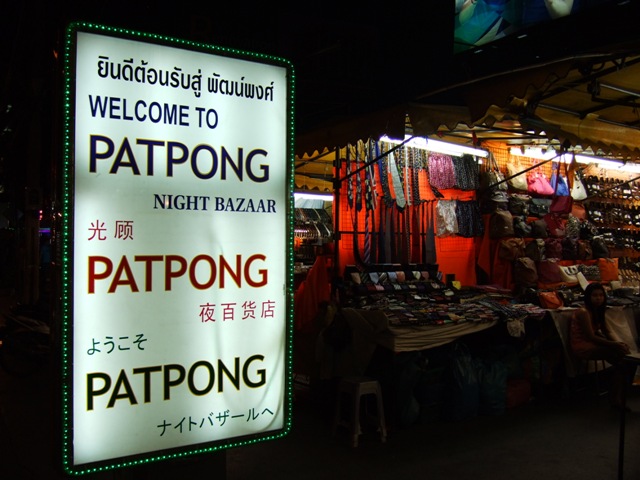 ยินดีต้อนรับสู่ พัฒน์พงศ์
WELCOME TO
PATPONG
NIGHT BAZAAR
光顾
PATPONG
夜百货店
ようこそ
PATPONG
ナイトバザールへ